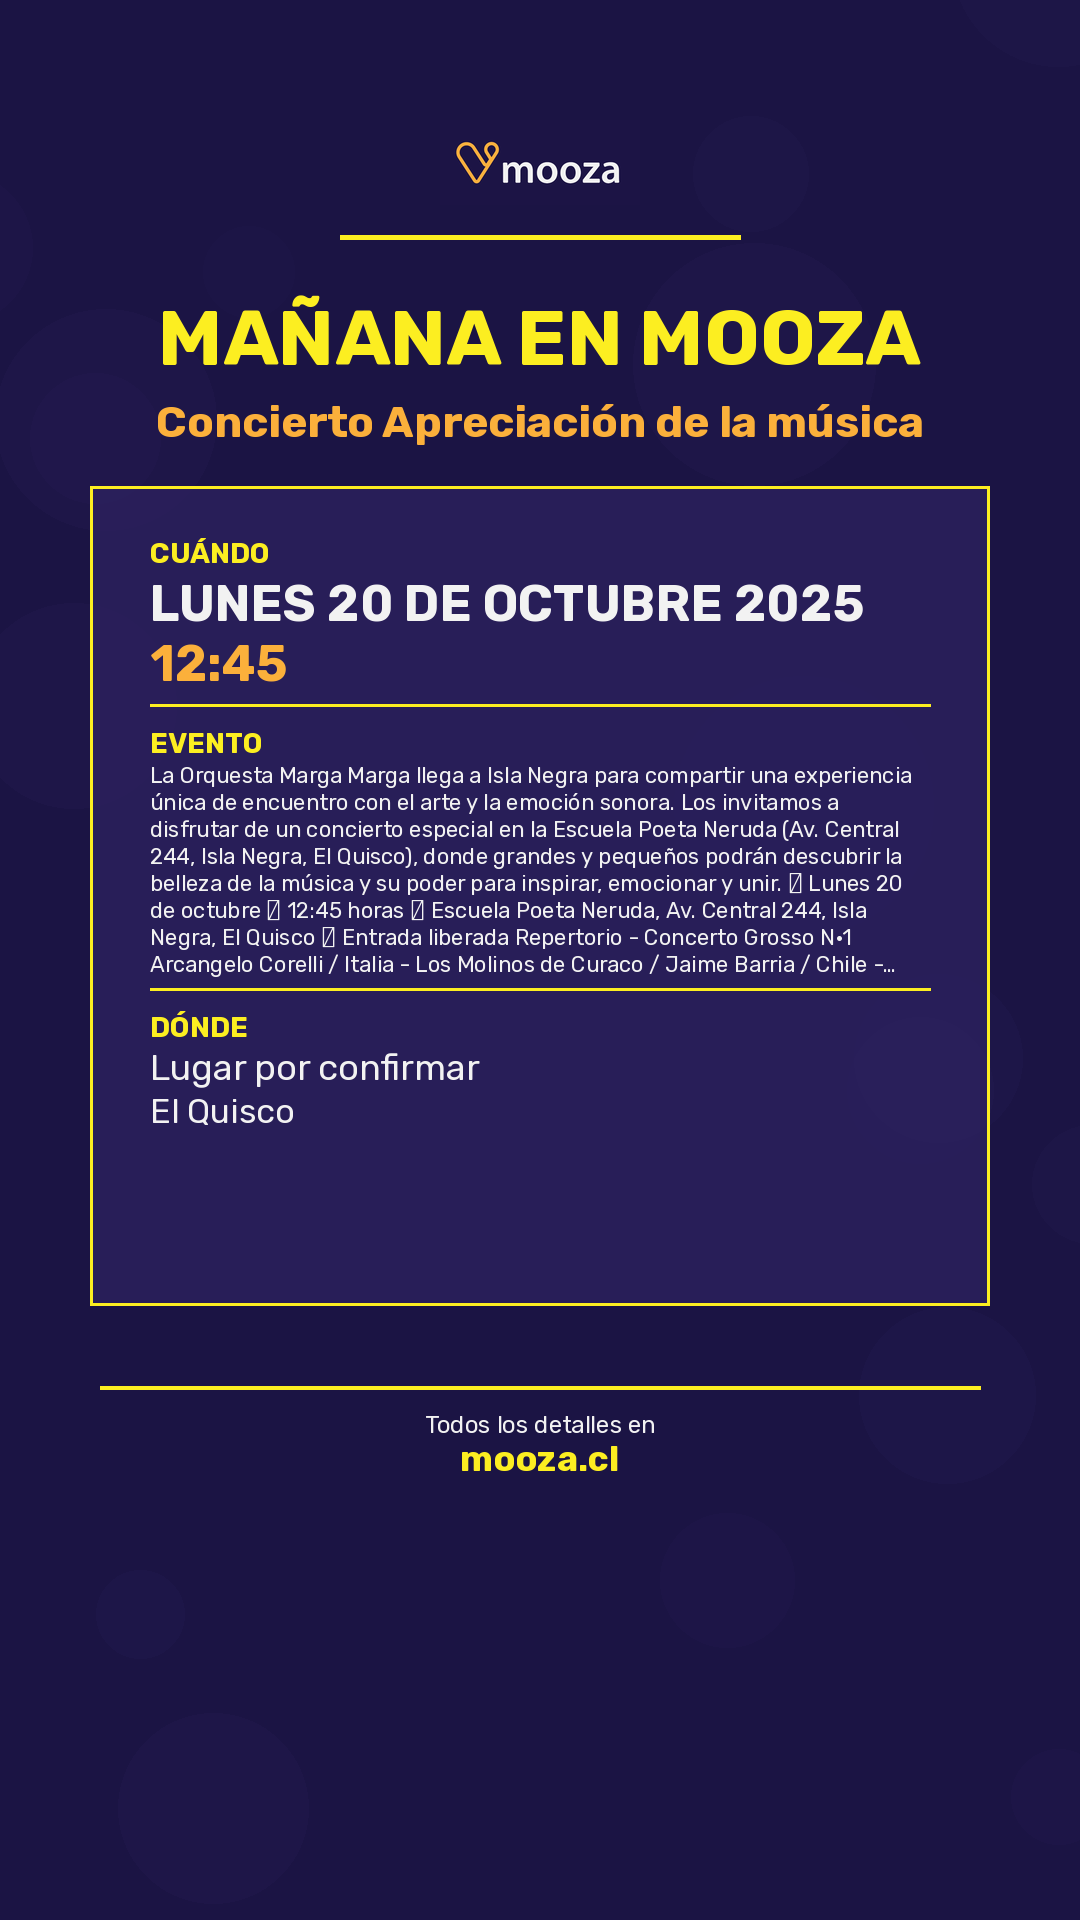 mooza
MAÑANA EN MOOZA
Concierto Apreciación de la música
CUÁNDO
LUNES 20 DE OCTUBRE 2025
12:45
EVENTO
La Orquesta Marga Marga llega a Isla Negra para compartir una experiencia
única de encuentro con el arte y la emoción sonora. Los invitamos a
disfrutar de un concierto especial en la Escuela Poeta Neruda (Av. Central
244, Isla Negra, El Quisco), donde grandes y pequeños podrán descubrir la
belleza de la música y su poder para inspirar, emocionar y unir. Lunes 20
de octubre 12:45 horas Escuela Poeta Neruda, Av. Central 244, Isla
Negra, El Quisco Entrada liberada Repertorio - Concerto Grosso N•1
Arcangelo Corelli / Italia - Los Molinos de Curaco / Jaime Barria / Chile -...
DÓNDE
Lugar por confirmar
El Quisco
Todos los detalles en
mooza.cl